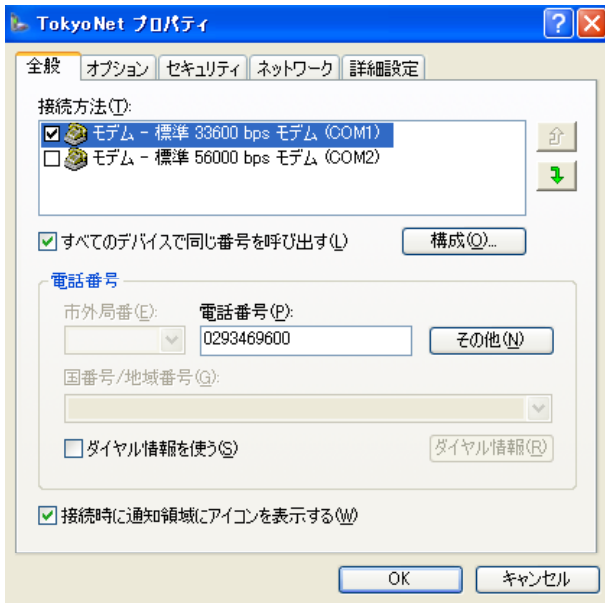 TokyoNet プロパティ
全般 オプション セキュリティ ネットワーク 詳細設定
接続方法(T):
モデム - 標準 33600 bps モデム (COM1)
モデム - 標準 56000 bps モデム (COM2)
すべてのデバイスで同じ番号を呼び出す(L) 構成(O)...
電話番号
市外局番(E): 電話番号(P):
0293469600 その他(N)
国番号/地域番号(G):
ダイヤル情報を使う(S) ダイヤル情報(R)
接続時に通知領域にアイコンを表示する(W)
OK キャンセル